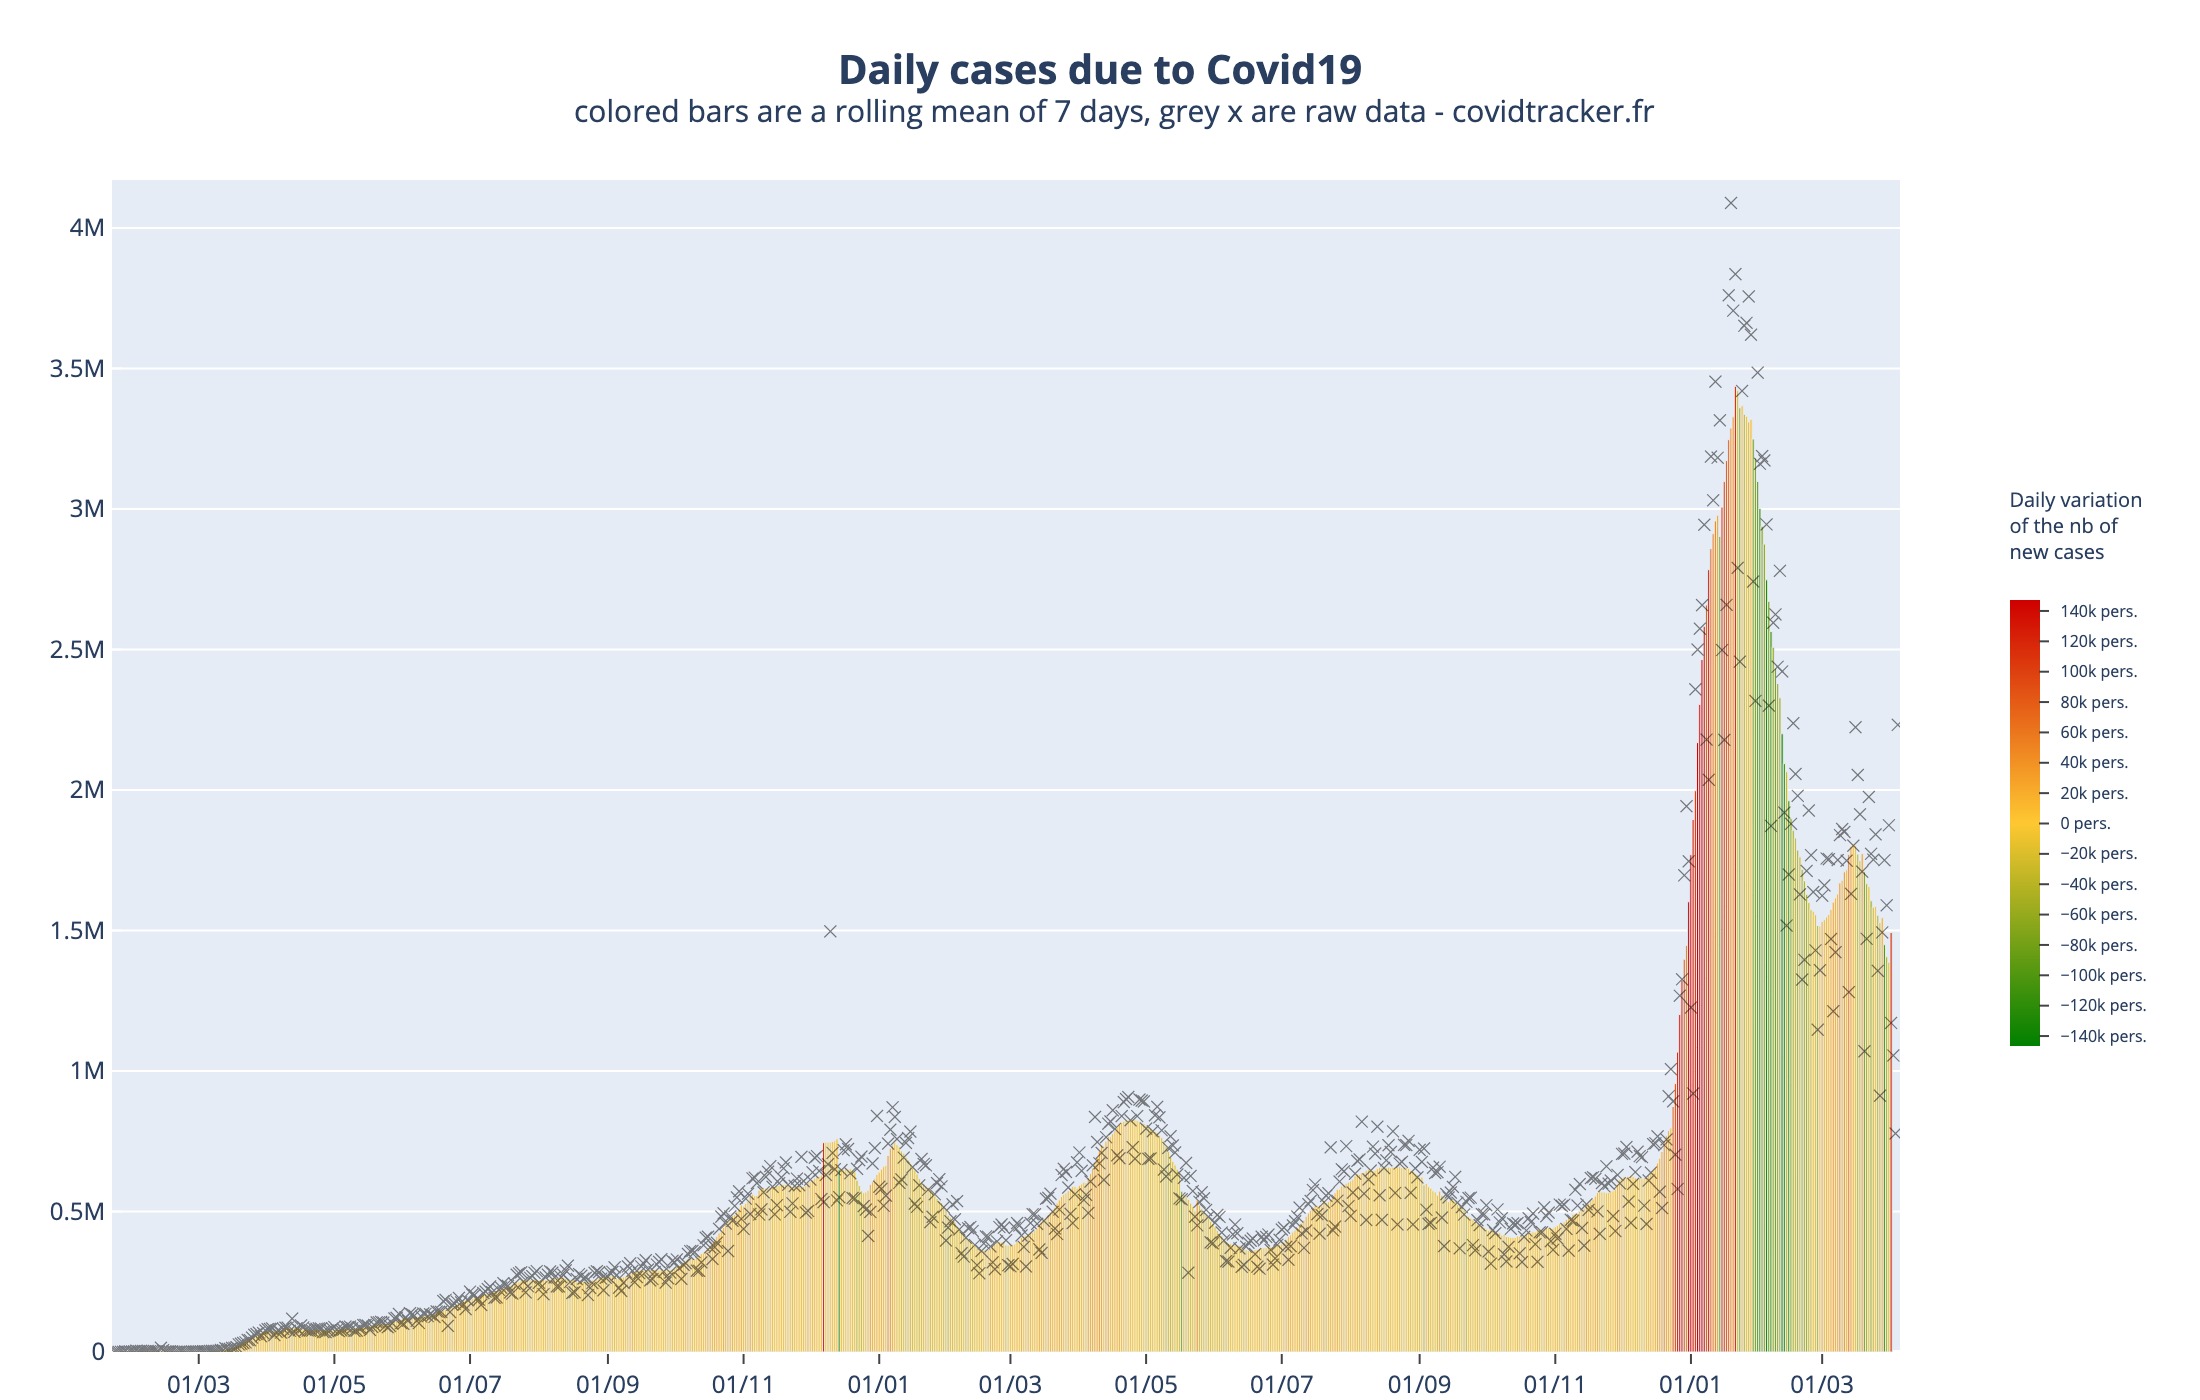 Daily cases due to Covid19
colored bars are a rolling mean of 7 days, grey x are raw data - covidtracker.fr
4M
3.5M
3M
2.5M
2M
1.5M
1M
0.5M
0
01/03
01/05
01/07
01/09
01/11
01/01
01/03
01/05
01/07
01/09
01/11
01/01
01/03
Daily variation
of the nb of
new cases
140k pers.
120k pers.
100k pers.
80k pers.
60k pers.
40k pers.
20k pers.
0 pers.
−20k pers.
−40k pers.
−60k pers.
−80k pers.
−100k pers.
−120k pers.
−140k pers.